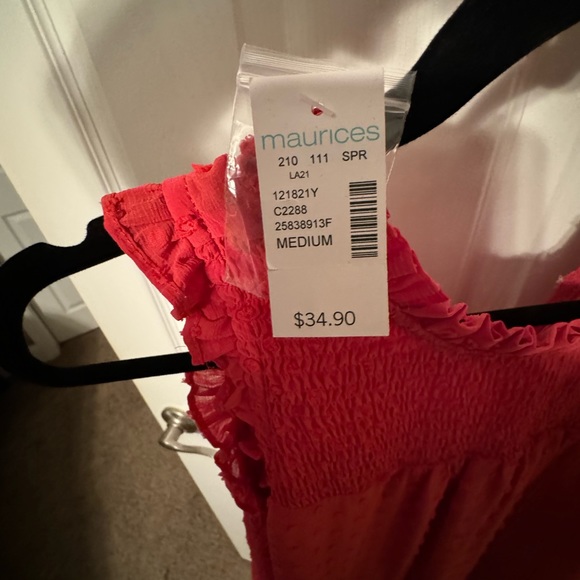 maurices
210 111 SPR
LA21
121821Y
C2288
25838913F
MEDIUM
$34.90